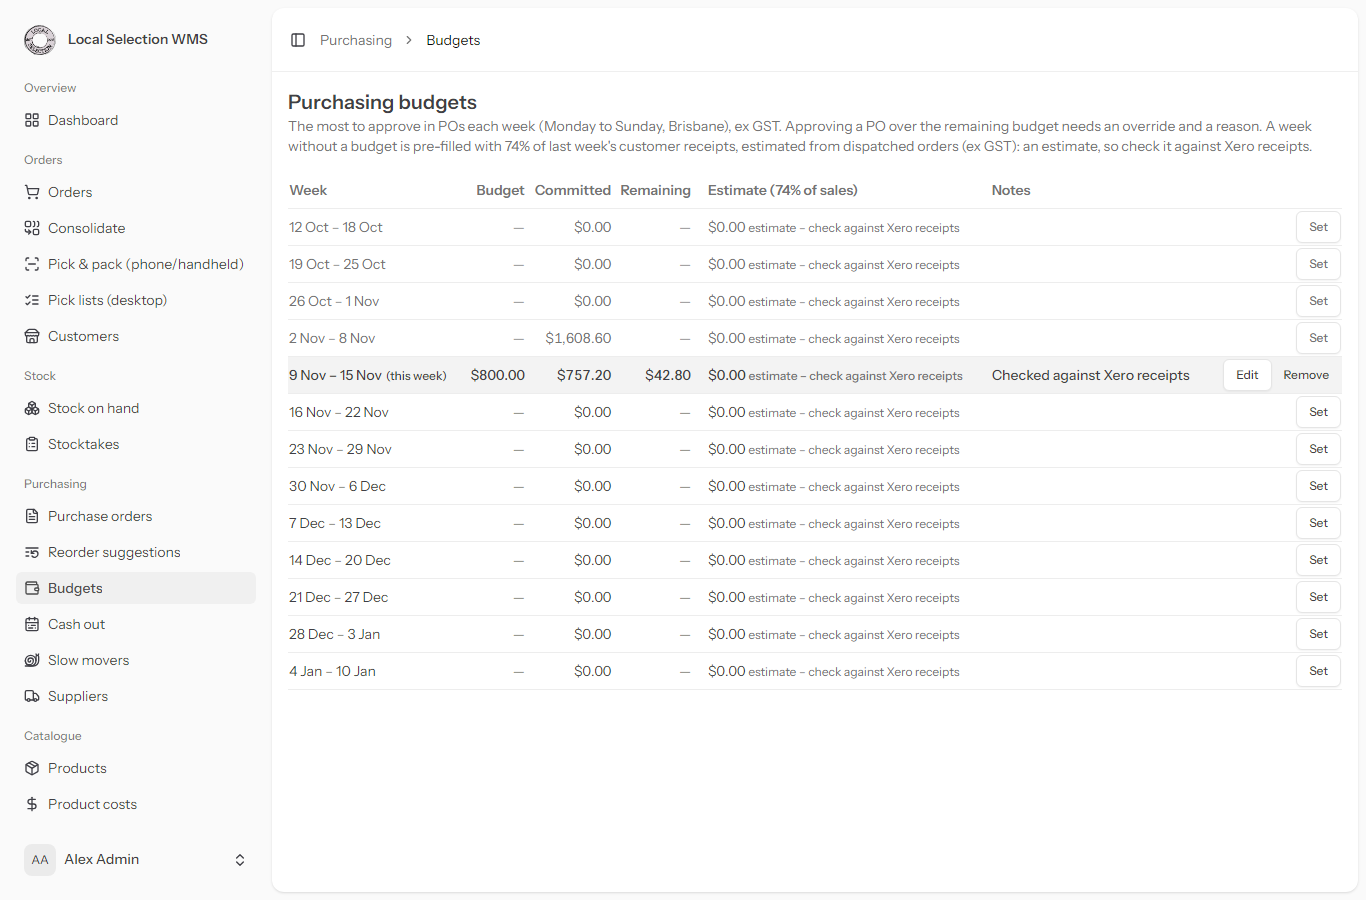 Local Selection WMS
Overview
Dashboard
Orders
Orders
Consolidate
Pick & pack (phone/handheld)
Pick lists (desktop)
Customers
Stock
Stock on hand
Stocktakes
Purchasing
Purchase orders
Reorder suggestions
Budgets
Cash out
Slow movers
Suppliers
Catalogue
Products
Product costs
AA Alex Admin
Purchasing > Budgets
Purchasing budgets
The most to approve in POs each week (Monday to Sunday, Brisbane), ex GST. Approving a PO over the remaining budget needs an override and a reason. A week
without a budget is pre-filled with 74% of last week's customer receipts, estimated from dispatched orders (ex GST): an estimate, so check it against Xero receipts.
Week Budget Committed Remaining Estimate (74% of sales) Notes
12 Oct – 18 Oct — $0.00 — $0.00 estimate – check against Xero receipts Set
19 Oct – 25 Oct — $0.00 — $0.00 estimate – check against Xero receipts Set
26 Oct – 1 Nov — $0.00 — $0.00 estimate – check against Xero receipts Set
2 Nov – 8 Nov — $1,608.60 — $0.00 estimate – check against Xero receipts Set
9 Nov – 15 Nov (this week) $800.00 $757.20 $42.80 $0.00 estimate – check against Xero receipts Checked against Xero receipts Edit Remove
16 Nov – 22 Nov — $0.00 — $0.00 estimate – check against Xero receipts Set
23 Nov – 29 Nov — $0.00 — $0.00 estimate – check against Xero receipts Set
30 Nov – 6 Dec — $0.00 — $0.00 estimate – check against Xero receipts Set
7 Dec – 13 Dec — $0.00 — $0.00 estimate – check against Xero receipts Set
14 Dec – 20 Dec — $0.00 — $0.00 estimate – check against Xero receipts Set
21 Dec – 27 Dec — $0.00 — $0.00 estimate – check against Xero receipts Set
28 Dec – 3 Jan — $0.00 — $0.00 estimate – check against Xero receipts Set
4 Jan – 10 Jan — $0.00 — $0.00 estimate – check against Xero receipts Set